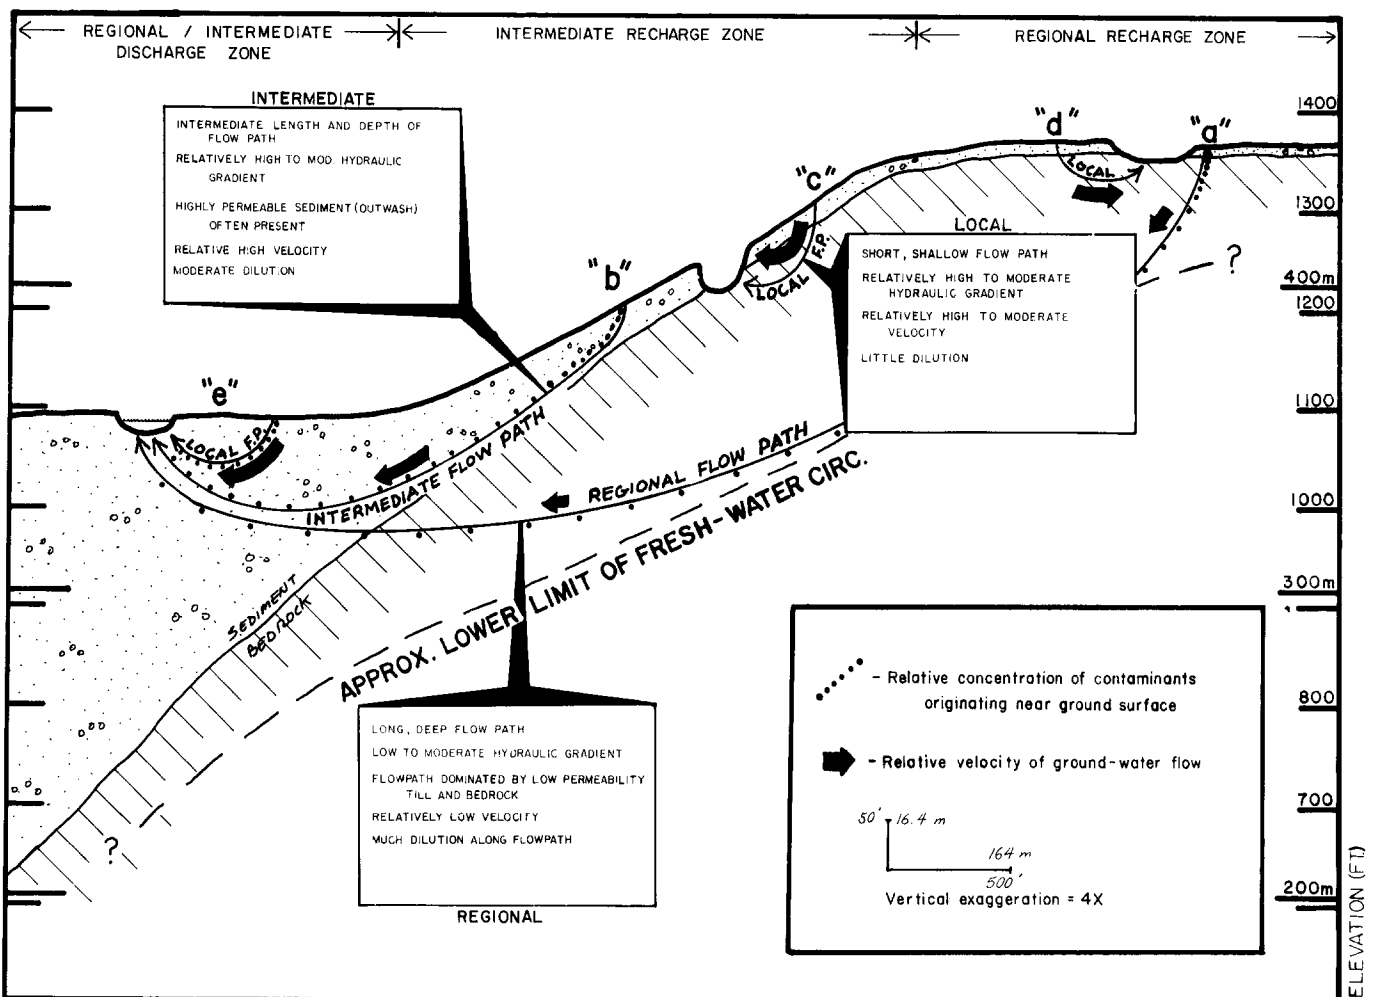 REGIONAL / INTERMEDIATE
DISCHARGE ZONE
INTERMEDIATE RECHARGE ZONE
REGIONAL RECHARGE ZONE
INTERMEDIATE
INTERMEDIATE LENGTH AND DEPTH OF
FLOW PATH
RELATIVELY HIGH TO MOD. HYDRAULIC
GRADIENT
HIGHLY PERMEABLE SEDIMENT (OUTWASH)
OFTEN PRESENT
RELATIVE HIGH VELOCITY
MODERATE DILUTION
"d"
"a"
"c"
"b"
"e"
LOCAL
LOCAL F.P.
LOCAL F.P.
?
LOCAL
SHORT, SHALLOW FLOW PATH
RELATIVELY HIGH TO MODERATE
HYDRAULIC GRADIENT
RELATIVELY HIGH TO MODERATE
VELOCITY
LITTLE DILUTION
INTERMEDIATE FLOW PATH
REGIONAL FLOW PATH
APPROX. LOWER LIMIT OF FRESH-WATER CIRC.
SEDIMENT
BEDROCK
?
LONG, DEEP FLOW PATH
LOW TO MODERATE HYDRAULIC GRADIENT
FLOWPATH DOMINATED BY LOW PERMEABILITY
TILL AND BEDROCK
RELATIVELY LOW VELOCITY
MUCH DILUTION ALONG FLOWPATH
REGIONAL
- Relative concentration of contaminants
originating near ground surface
- Relative velocity of ground-water flow
50' 16.4 m
164 m
500'
Vertical exaggeration = 4X
1400
1300
400m
1200
1100
1000
300m
800
700
200m
ELEVATION (FT.)